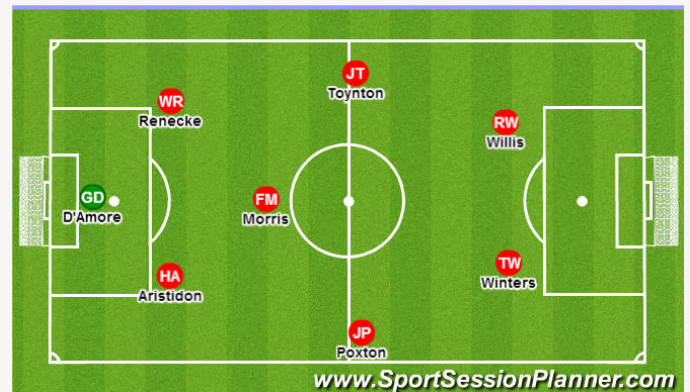 JT
Toynton
WR
Renecke
RW
Willis
GD
D'Amore
FM
Morris
HA
Aristidon
TW
Winters
JP
Poxton
www.SportSessionPlanner.com